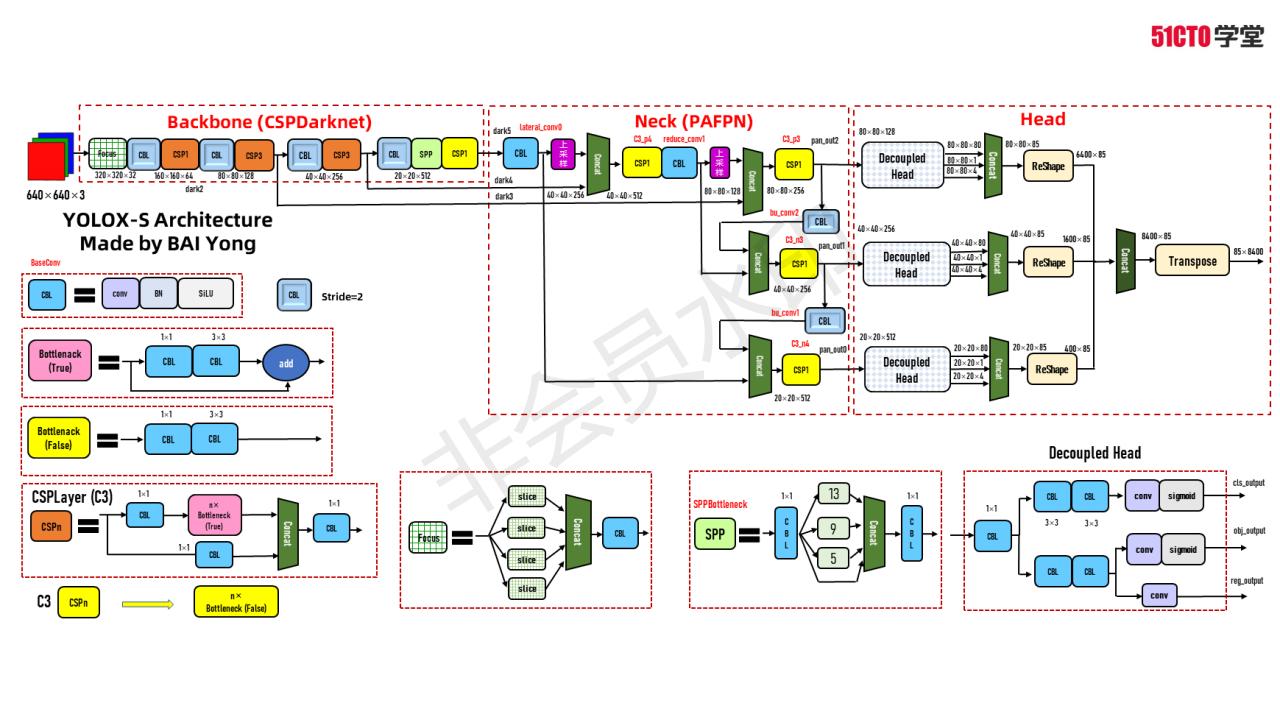 51CTO学堂
Backbone (CSPDarknet)
Neck (PAFPN)
Head
Focus
CBL
CSP1
CBL
CSP3
CBL
CSP3
CBL
SPP
CSP1
320×320×32
160×160×64
80×80×128
40×40×256
20×20×512
640×640×3
dark2
dark5
dark4
dark3
lateral_conv0
CBL
上采样
Concat
40×40×256
40×40×512
C3_p4
reduce_conv1
CSP1
CBL
上采样
Concat
80×80×128
80×80×256
C3_p3
CSP1
pan_out2
bu_conv2
CBL
Concat
C3_n3
CSP1
pan_out1
40×40×256
bu_conv1
CBL
Concat
C3_n4
CSP1
pan_out0
20×20×512
80×80×128
Decoupled
Head
80×80×80
80×80×1
80×80×4
Concat
80×80×85
ReShape
6400×85
40×40×256
Decoupled
Head
40×40×80
40×40×1
40×40×4
Concat
40×40×85
ReShape
1600×85
20×20×512
Decoupled
Head
20×20×80
20×20×1
20×20×4
Concat
20×20×85
ReShape
400×85
Concat
8400×85
Transpose
85×8400
YOLOX-S Architecture
Made by BAI Yong
BaseConv
CBL
conv
BN
SiLU
CBL
Stride=2
Bottlenack
(True)
1×1
3×3
CBL
CBL
add
Bottlenack
(False)
1×1
3×3
CBL
CBL
CSPLayer (C3)
CSPn
1×1
CBL
n×
Bottleneck
(True)
1×1
CBL
Concat
1×1
CBL
C3
CSPn
n×
Bottleneck (False)
Focus
slice
slice
slice
slice
Concat
CBL
SPPBottleneck
SPP
1×1
CBL
13
9
5
Concat
1×1
CBL
Decoupled Head
1×1
CBL
CBL
CBL
3×3
3×3
conv
sigmoid
cls_output
CBL
CBL
conv
sigmoid
obj_output
conv
reg_output